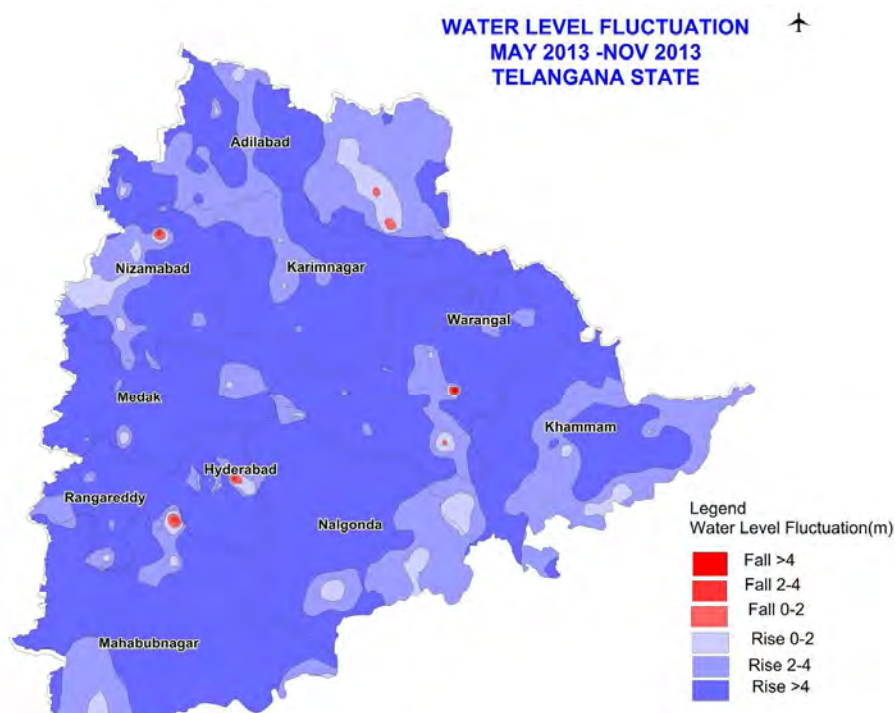 WATER LEVEL FLUCTUATION
MAY 2013 -NOV 2013
TELANGANA STATE
Adilabad
Nizamabad
Karimnagar
Warangal
Medak
Khammam
Hyderabad
Rangareddy
Nalgonda
Mahabubnagar
Legend
Water Level Fluctuation(m)
Fall >4
Fall 2-4
Fall 0-2
Rise 0-2
Rise 2-4
Rise >4